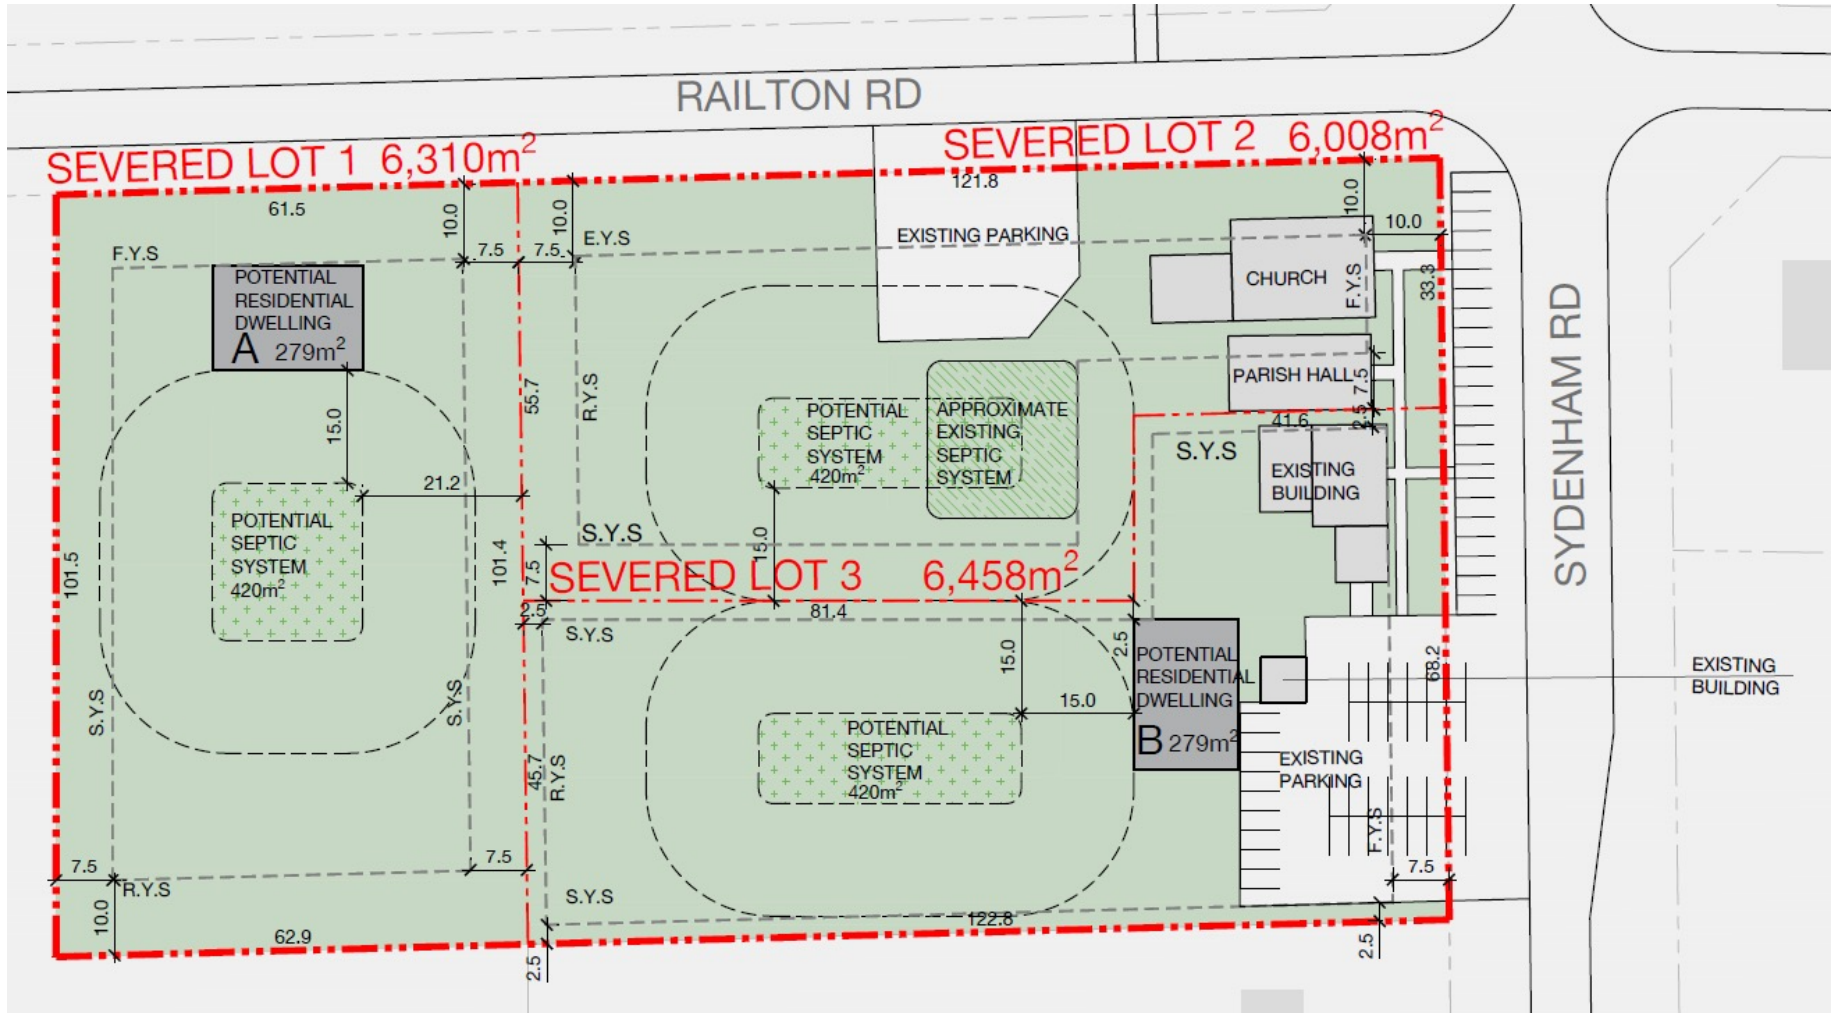 RAILTON RD
SEVERED LOT 1 6,310m²
SEVERED LOT 2 6,008m²
61.5
121.8
10.0
10.0
10.0
10.0
F.Y.S
7.5
7.5
E.Y.S
EXISTING PARKING
CHURCH
F.Y.S
33.3
POTENTIAL
RESIDENTIAL
DWELLING
A 279m²
55.7
R.Y.S
PARISH HALL
7.5
2.5
41.6
15.0
POTENTIAL
SEPTIC
SYSTEM
420m²
APPROXIMATE
EXISTING
SEPTIC
SYSTEM
S.Y.S
EXISTING
BUILDING
SYDENHAM RD
21.2
POTENTIAL
SEPTIC
SYSTEM
420m²
101.5
101.4
S.Y.S
7.5
15.0
SEVERED LOT 3 6,458m²
2.5
81.4
S.Y.S
15.0
2.5
POTENTIAL
RESIDENTIAL
DWELLING
B 279m²
68.2
EXISTING
BUILDING
S.Y.S
S.Y.S
15.0
POTENTIAL
SEPTIC
SYSTEM
420m²
45.7
R.Y.S
EXISTING
PARKING
F.Y.S
7.5
7.5
7.5
R.Y.S
10.0
S.Y.S
62.9
122.8
2.5
2.5